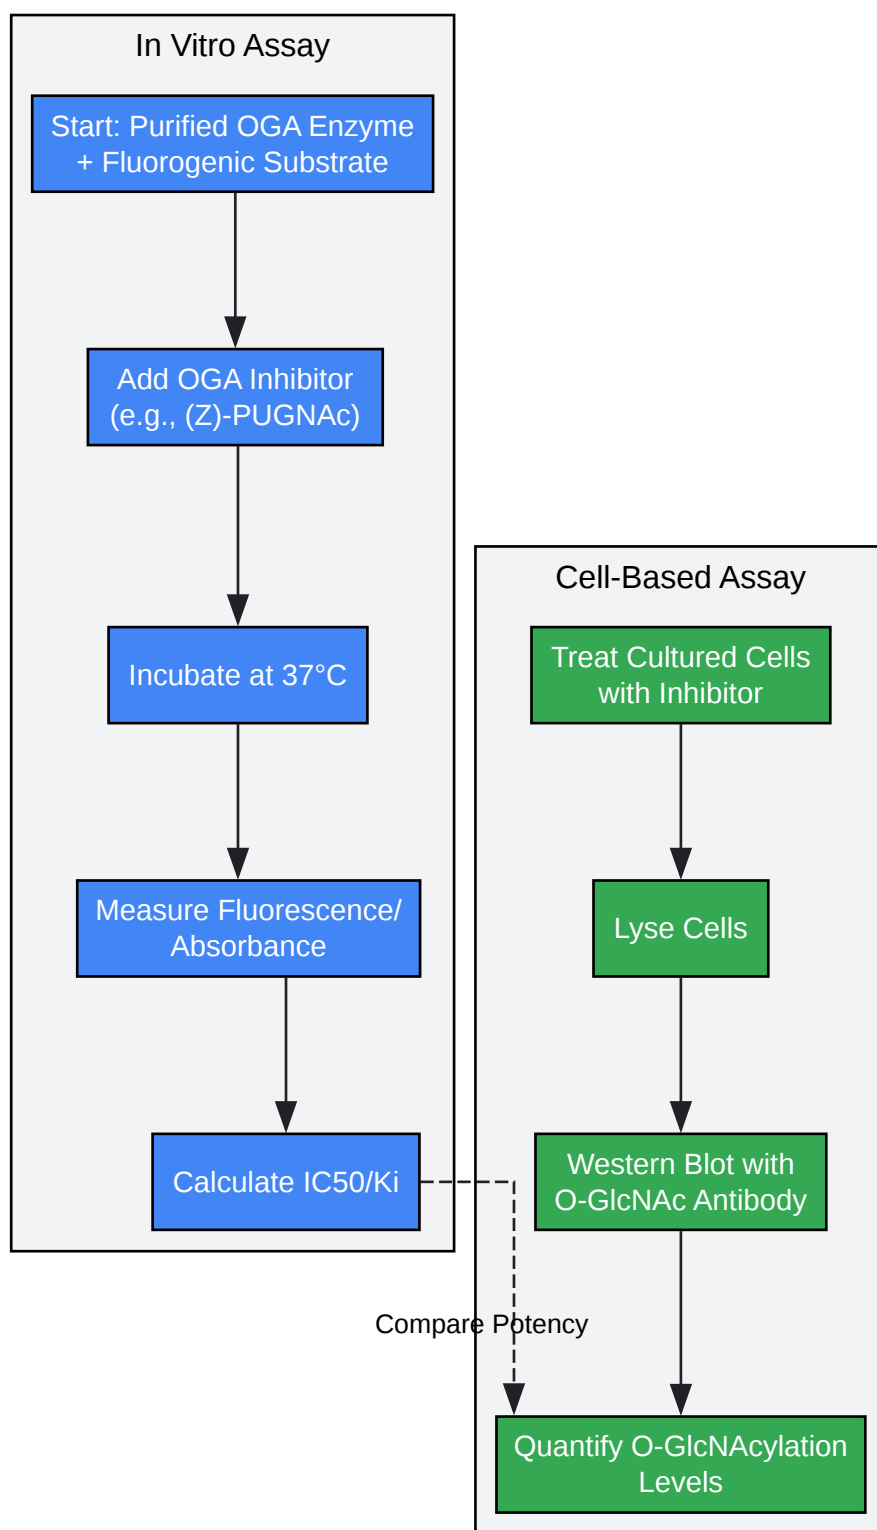 In Vitro Assay
Start: Purified OGA Enzyme
+ Fluorogenic Substrate
Add OGA Inhibitor
(e.g., (Z)-PUGNAc)
Incubate at 37°C
Measure Fluorescence/
Absorbance
Calculate IC50/Ki
Compare Potency
Cell-Based Assay
Treat Cultured Cells
with Inhibitor
Lyse Cells
Western Blot with
O-GlcNAc Antibody
Quantify O-GlcNAcylation
Levels